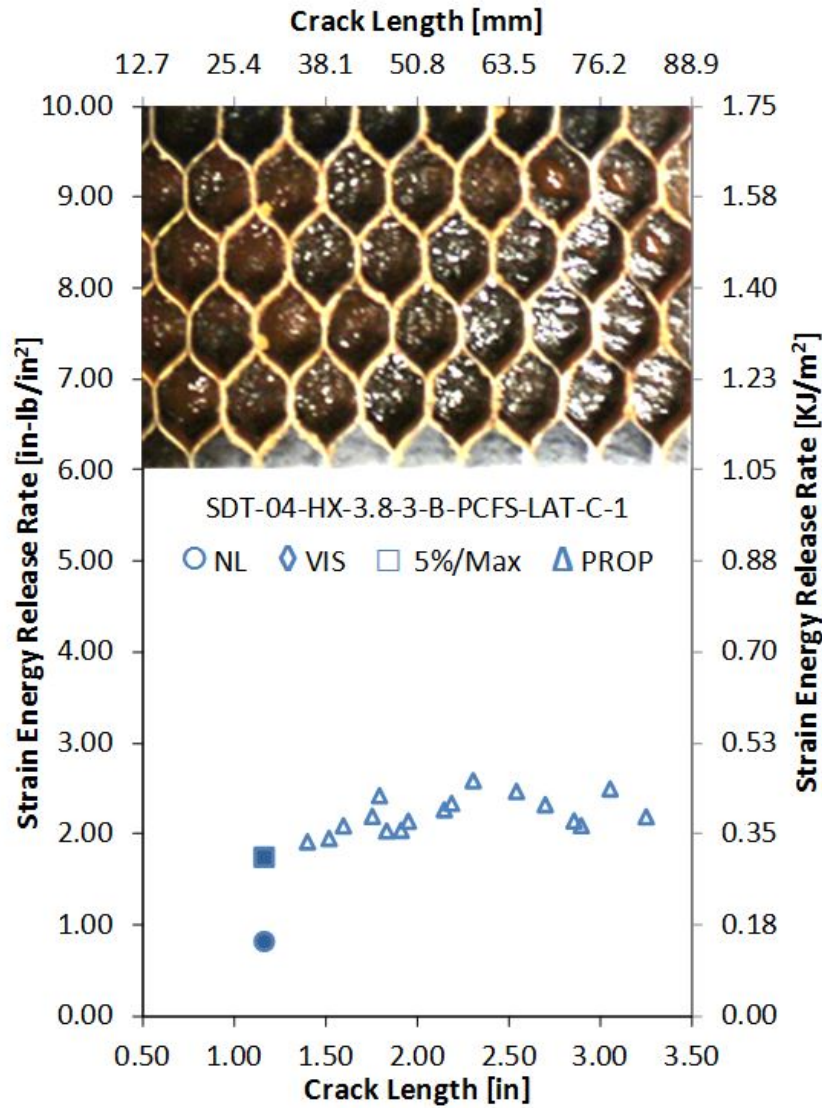 Crack Length [mm]
12.7 25.4 38.1 50.8 63.5 76.2 88.9
10.00 1.75
9.00 1.58
8.00 1.40
7.00 1.23
6.00 1.05
SDT-04-HX-3.8-3-B-PCFS-LAT-C-1
NL VIS 5%/Max PROP
5.00 0.88
4.00 0.70
3.00 0.53
2.00 0.35
1.00 0.18
0.00 0.00
Strain Energy Release Rate [in-lb/in²]
Strain Energy Release Rate [KJ/m²]
0.50 1.00 1.50 2.00 2.50 3.00 3.50
Crack Length [in]